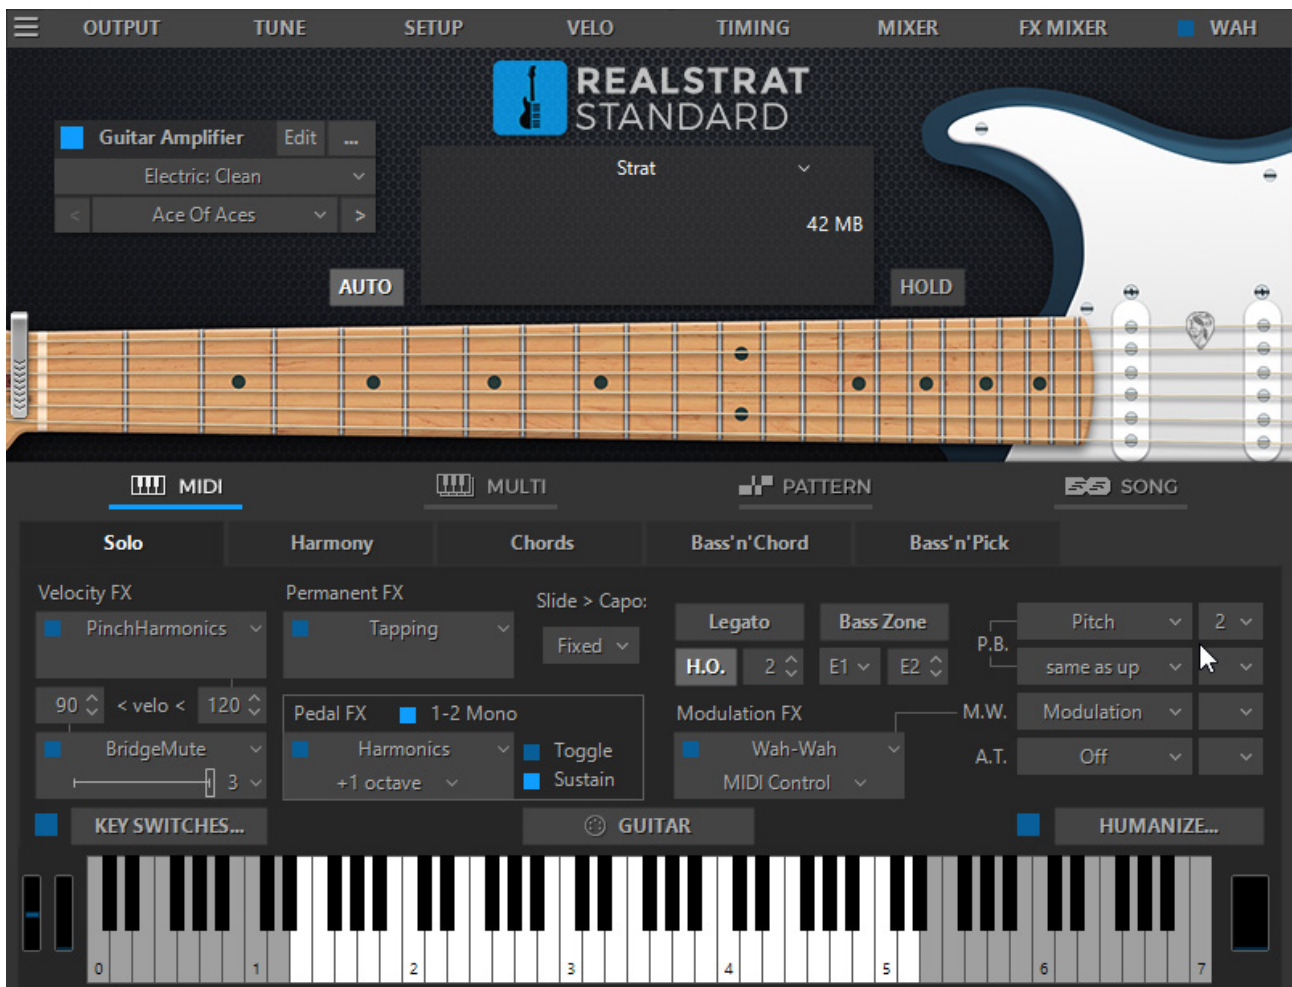 OUTPUT TUNE SETUP VELO TIMING MIXER FX MIXER WAH
REALSTRAT
STANDARD
Guitar Amplifier Edit ...
Electric: Clean
< Ace Of Aces >
Strat
42 MB
AUTO HOLD
MIDI MULTI PATTERN SONG
Solo Harmony Chords Bass'n'Chord Bass'n'Pick
Velocity FX Permanent FX Slide > Capo:
PinchHarmonics Tapping Fixed
Legato Bass Zone P.B. Pitch 2
H.O. 2 E1 E2 same as up
90 < velo < 120
Pedal FX 1-2 Mono Modulation FX M.W. Modulation
BridgeMute Harmonics Toggle Wah-Wah A.T. Off
3 +1 octave Sustain MIDI Control
KEY SWITCHES... GUITAR HUMANIZE...
0 1 2 3 4 5 6 7